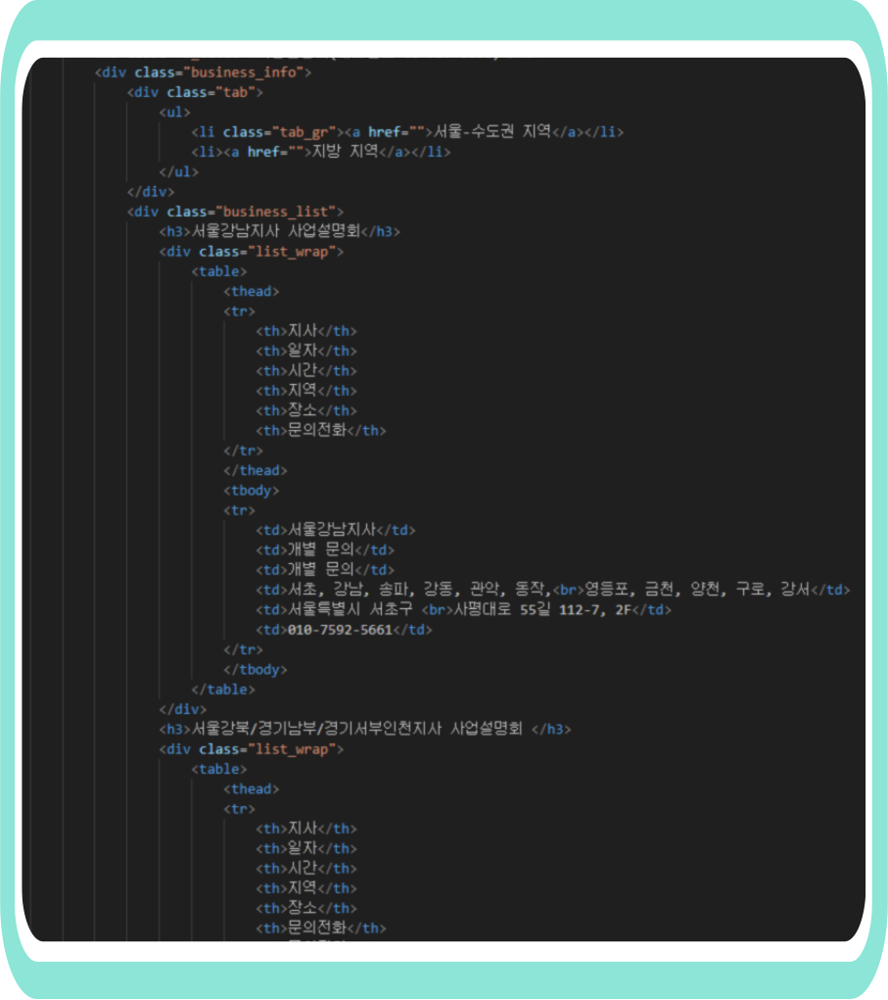 <div class="business_info">
<div class="tab">
<ul>
<li class="tab_gr"><a href="">서울-수도권 지역</a></li>
<li><a href="">지방 지역</a></li>
</ul>
</div>
<div class="business_list">
<h3>서울강남지사 사업설명회</h3>
<div class="list_wrap">
<table>
<thead>
<tr>
<th>지사</th>
<th>일자</th>
<th>시간</th>
<th>지역</th>
<th>장소</th>
<th>문의전화</th>
</tr>
</thead>
<tbody>
<tr>
<td>서울강남지사</td>
<td>개별 문의</td>
<td>개별 문의</td>
<td>서초, 강남, 송파, 강동, 관악, 동작,<br>영등포, 금천, 양천, 구로, 강서</td>
<td>서울특별시 서초구 <br>사평대로 55길 112-7, 2F</td>
<td>010-7592-5661</td>
</tr>
</tbody>
</table>
</div>
<h3>서울강북/경기남부/경기서부인천지사 사업설명회 </h3>
<div class="list_wrap">
<table>
<thead>
<tr>
<th>지사</th>
<th>일자</th>
<th>시간</th>
<th>지역</th>
<th>장소</th>
<th>문의전화</th>